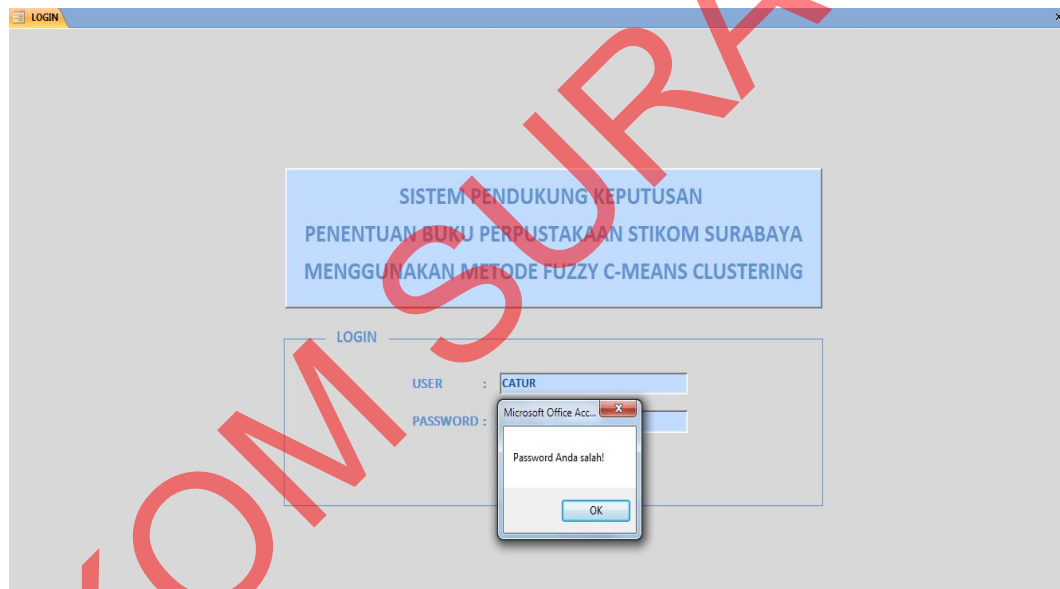 LOGIN
SISTEM PENDUKUNG KEPUTUSAN
PENENTUAN BUKU PERPUSTAKAAN STIKOM SURABAYA
MENGGUNAKAN METODE FUZZY C-MEANS CLUSTERING
LOGIN
USER : CATUR
PASSWORD :
Microsoft Office Acc...
Password Anda salah!
OK
OM SURA